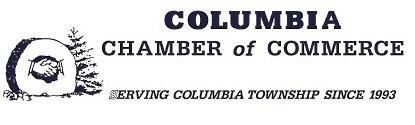 COLUMBIA
CHAMBER of COMMERCE
SERVING COLUMBIA TOWNSHIP SINCE 1993